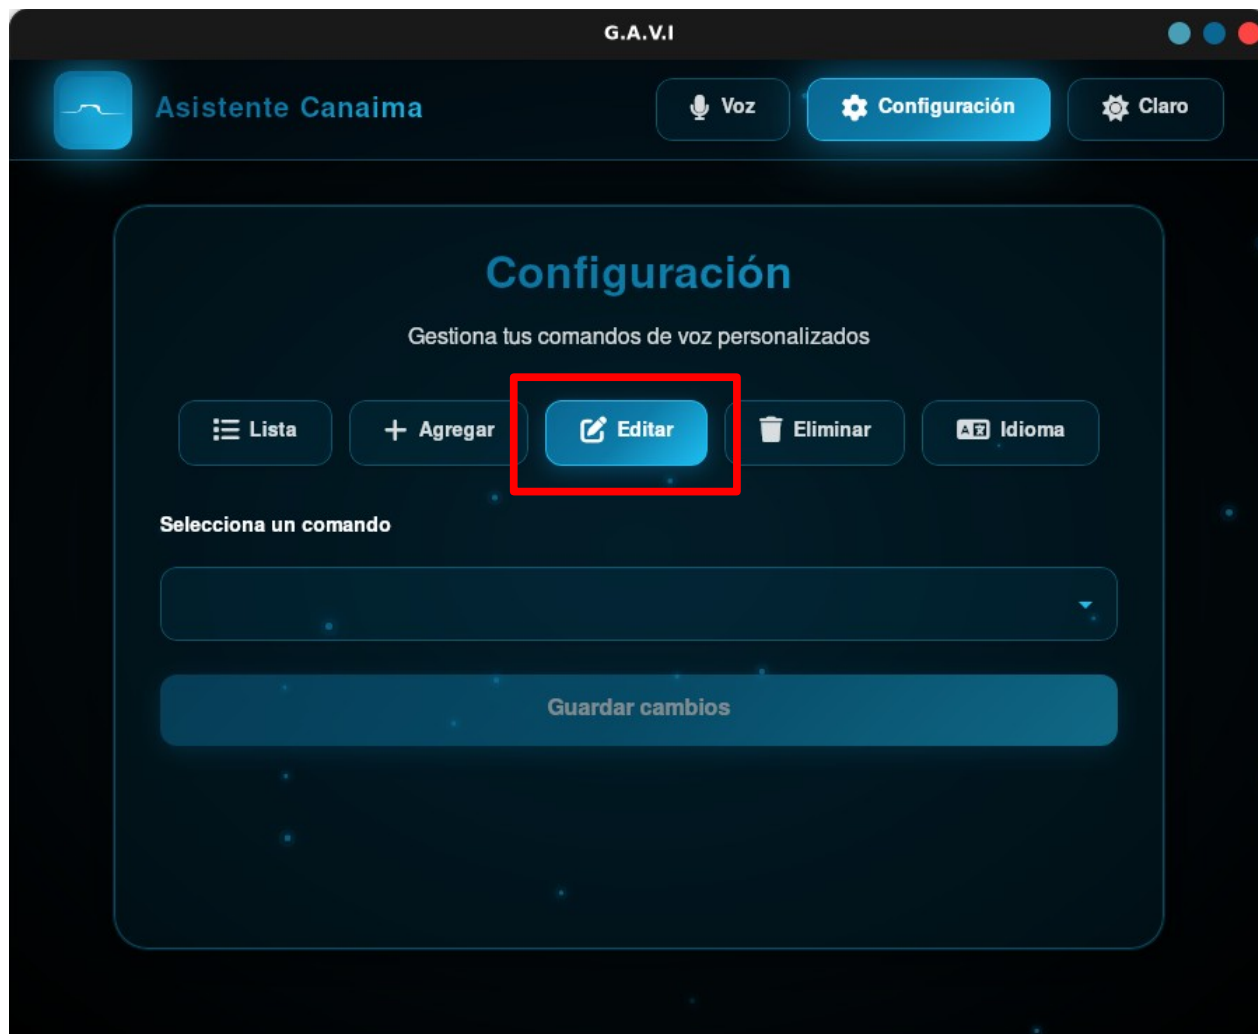 G.A.V.I
Asistente Canaima
Voz
Configuración
Claro
Configuración
Gestiona tus comandos de voz personalizados
Lista
Agregar
Editar
Eliminar
Idioma
Selecciona un comando
Guardar cambios